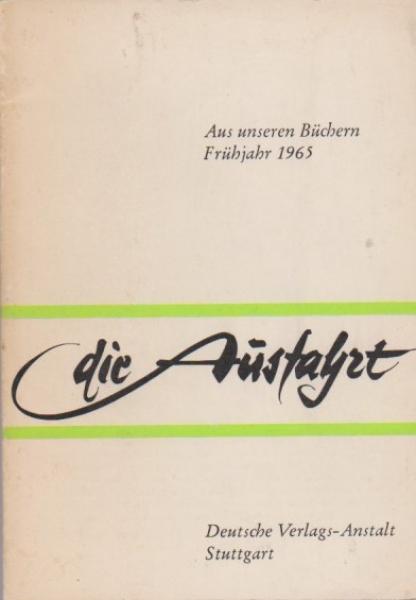 Aus unseren Büchern
Frühjahr 1965
die Ausfahrt
Deutsche Verlags-Anstalt
Stuttgart